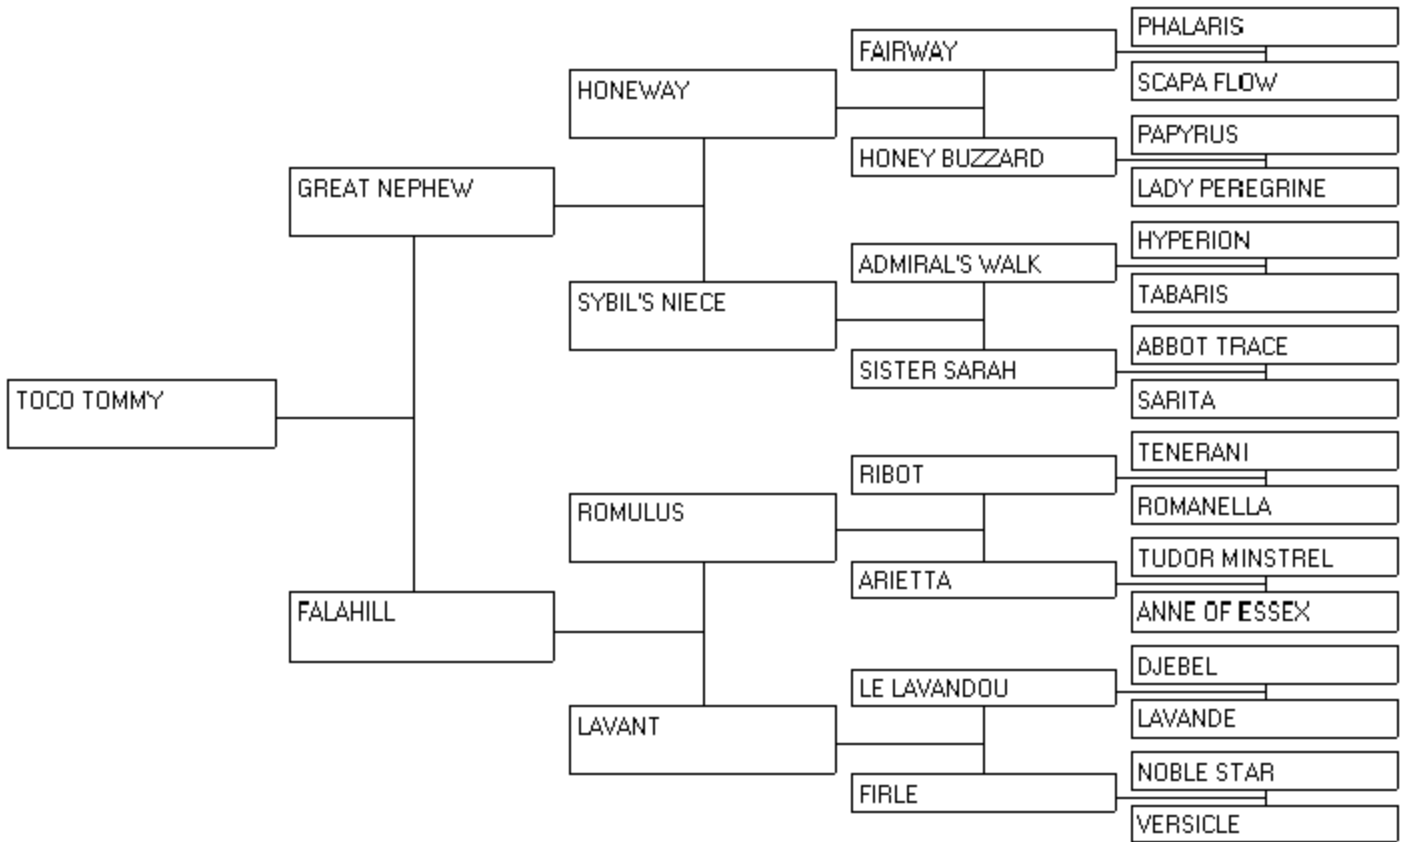 PHALARIS
FAIRWAY
SCAPA FLOW
HONEWAY
PAPYRUS
HONEY BUZZARD
LADY PEREGRINE
GREAT NEPHEW
HYPERION
ADMIRAL'S WALK
TABARIS
SYBIL'S NIECE
ABBOT TRACE
SISTER SARAH
SARITA
TOCO TOMMY
TENERANI
RIBOT
ROMANELLA
ROMULUS
TUDOR MINSTREL
ARIETTA
ANNE OF ESSEX
FALAHILL
DJEBEL
LE LAVANDOU
LAVANDE
LAVANT
NOBLE STAR
FIRLE
VERSICLE